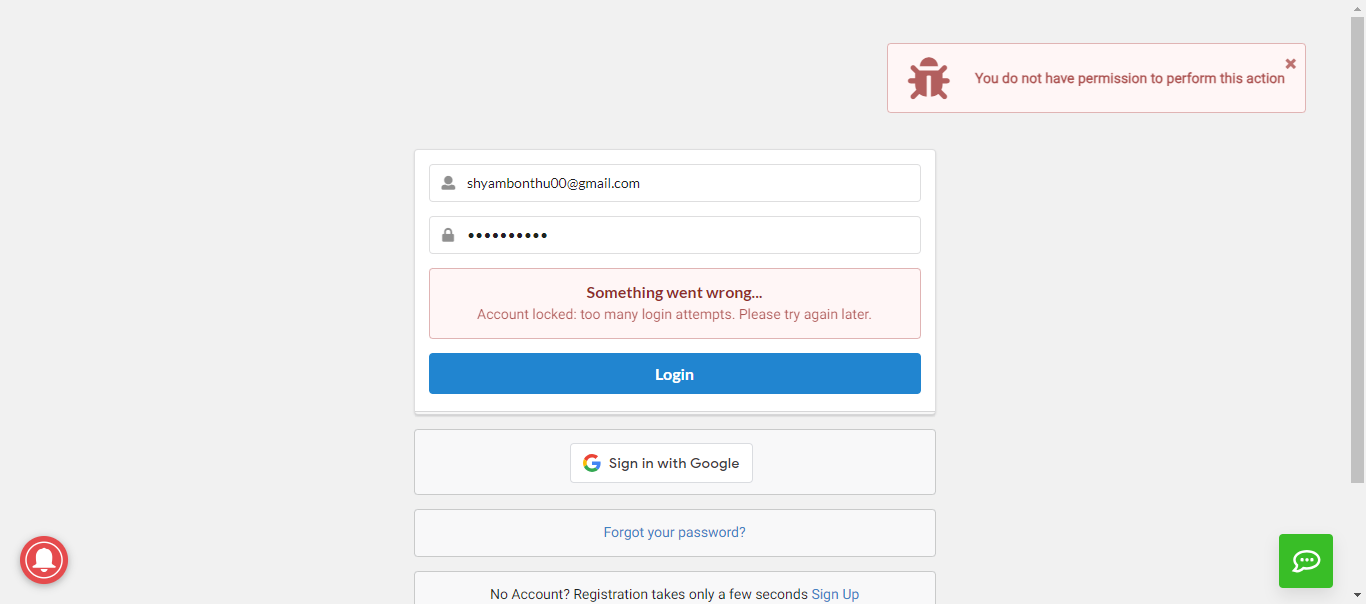 You do not have permission to perform this action
shyambonthu00@gmail.com
••••••••••
Something went wrong...
Account locked: too many login attempts. Please try again later.
Login
Sign in with Google
Forgot your password?
No Account? Registration takes only a few seconds Sign Up